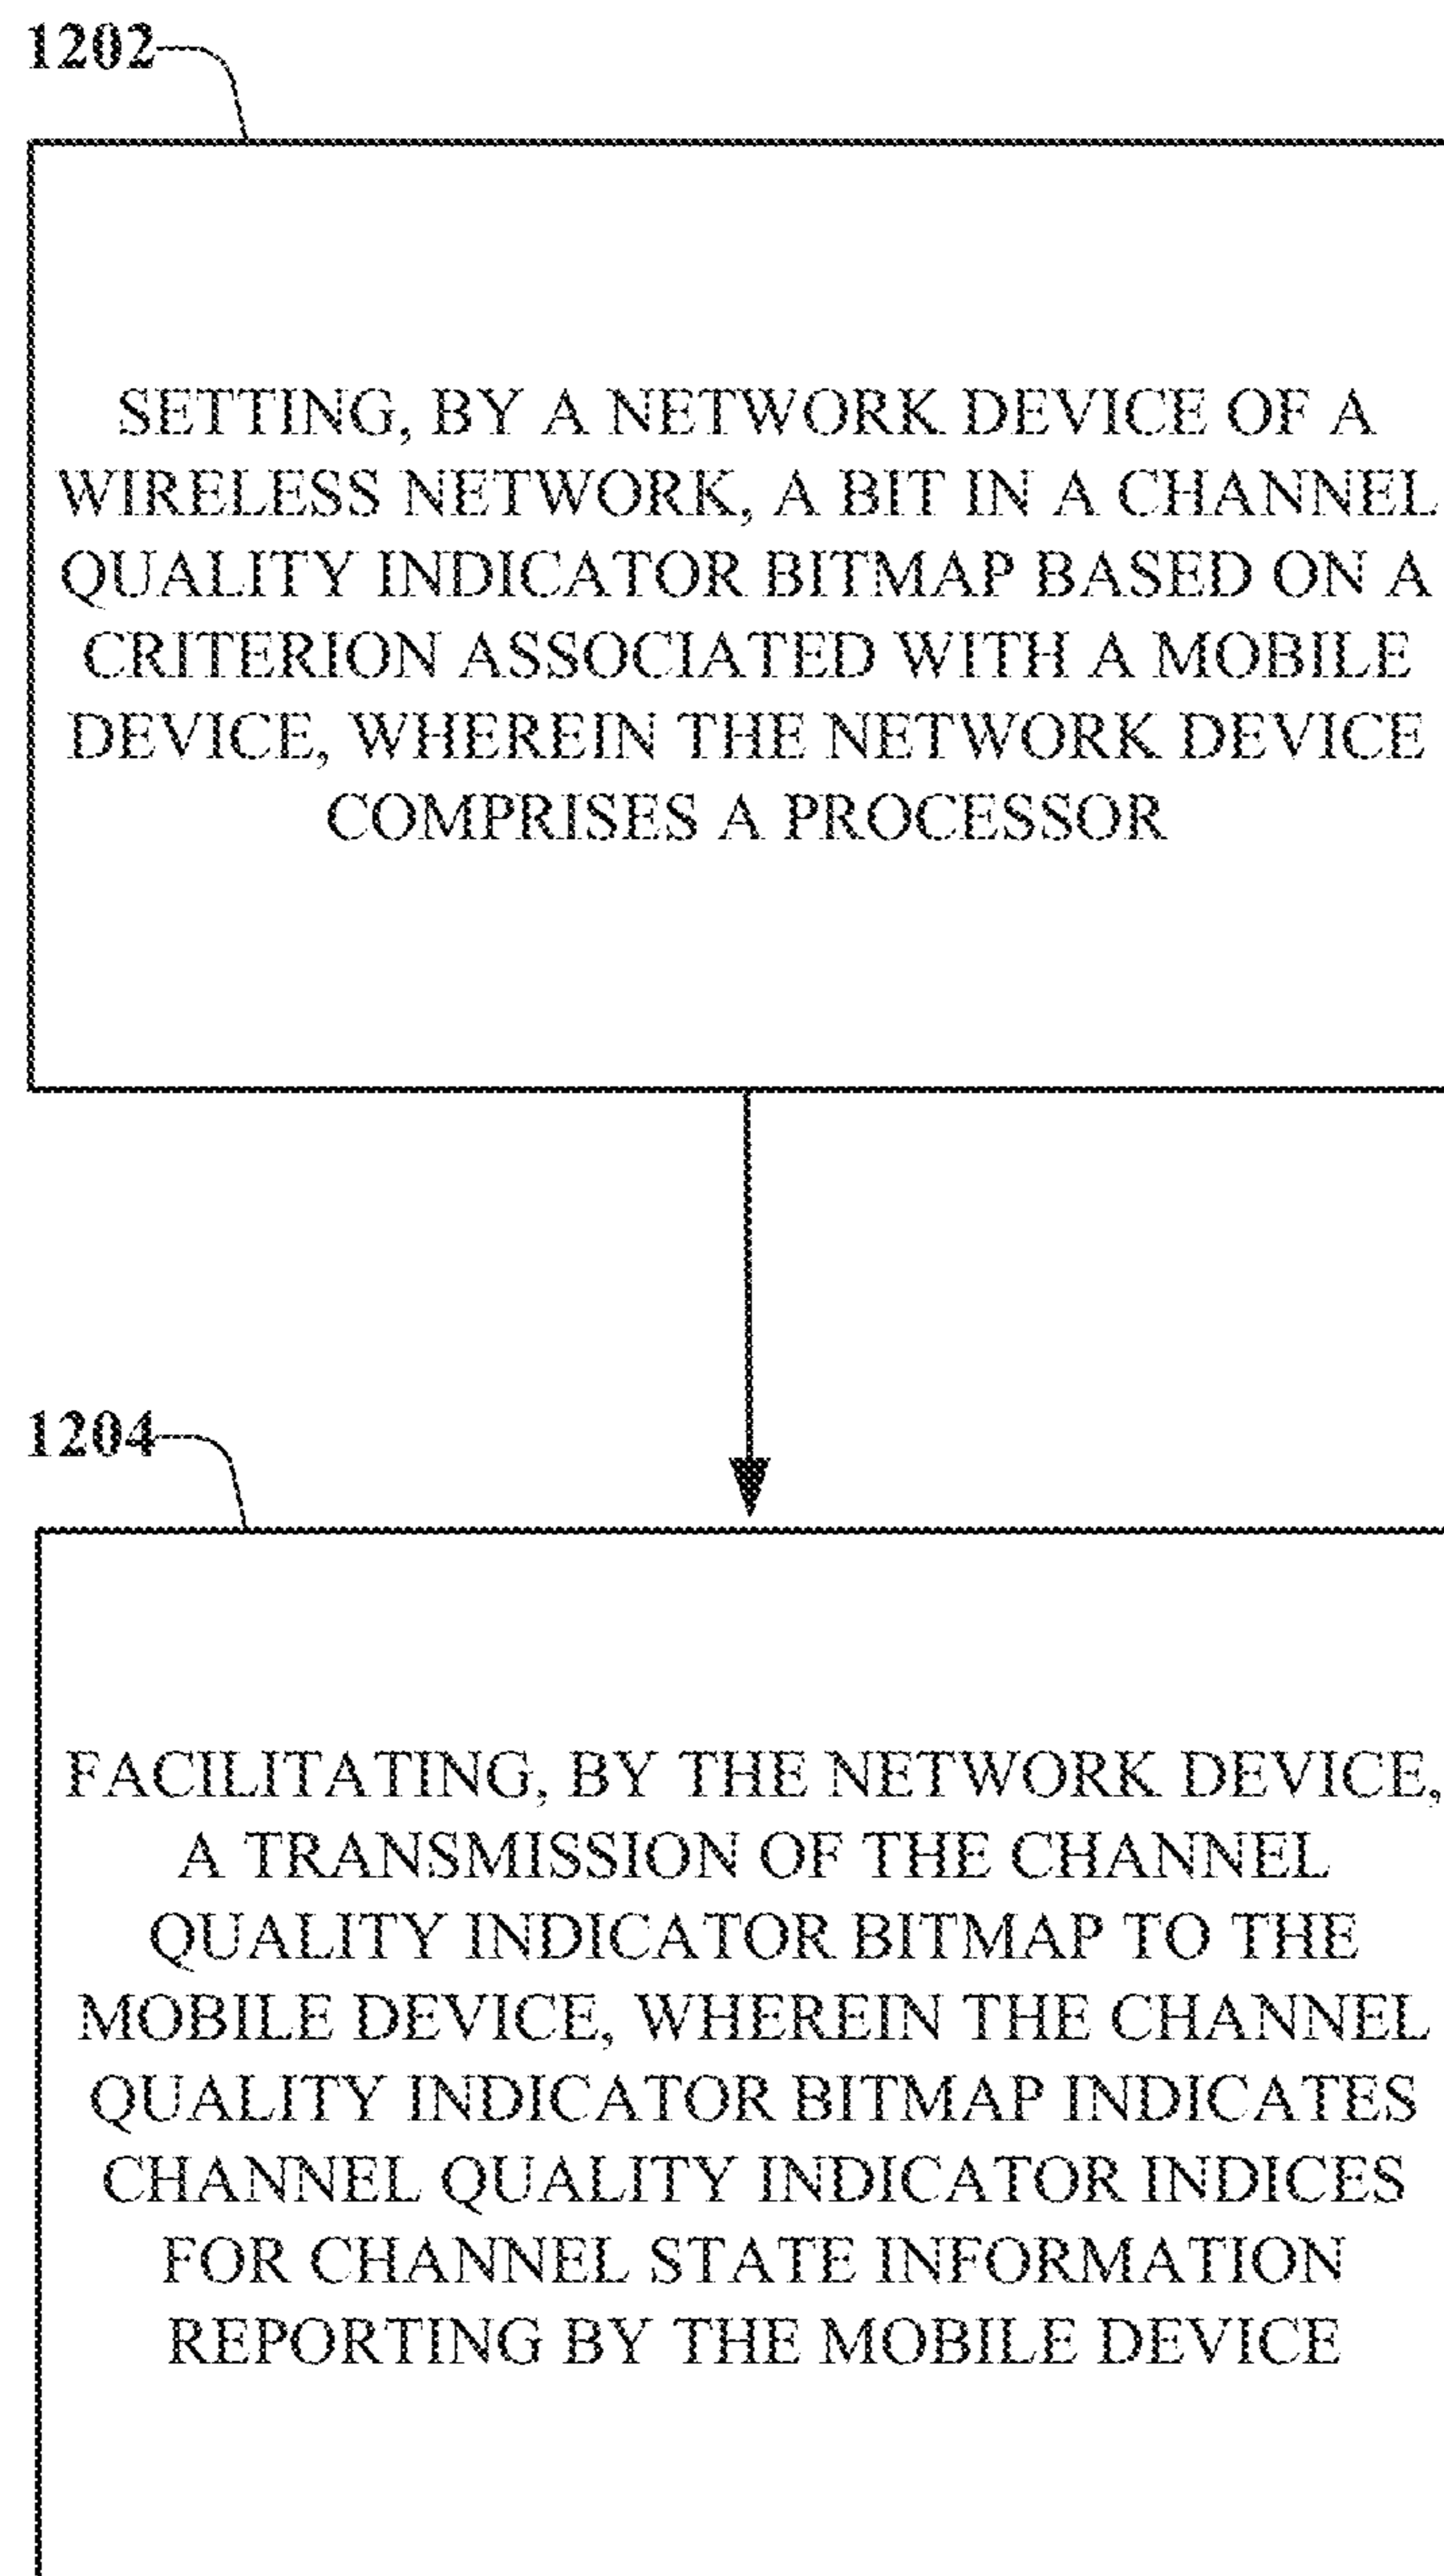 1202
SETTING, BY A NETWORK DEVICE OF A
WIRELESS NETWORK, A BIT IN A CHANNEL
QUALITY INDICATOR BITMAP BASED ON A
CRITERION ASSOCIATED WITH A MOBILE
DEVICE, WHEREIN THE NETWORK DEVICE
COMPRISES A PROCESSOR
1204
FACILITATING, BY THE NETWORK DEVICE,
A TRANSMISSION OF THE CHANNEL
QUALITY INDICATOR BITMAP TO THE
MOBILE DEVICE, WHEREIN THE CHANNEL
QUALITY INDICATOR BITMAP INDICATES
CHANNEL QUALITY INDICATOR INDICES
FOR CHANNEL STATE INFORMATION
REPORTING BY THE MOBILE DEVICE